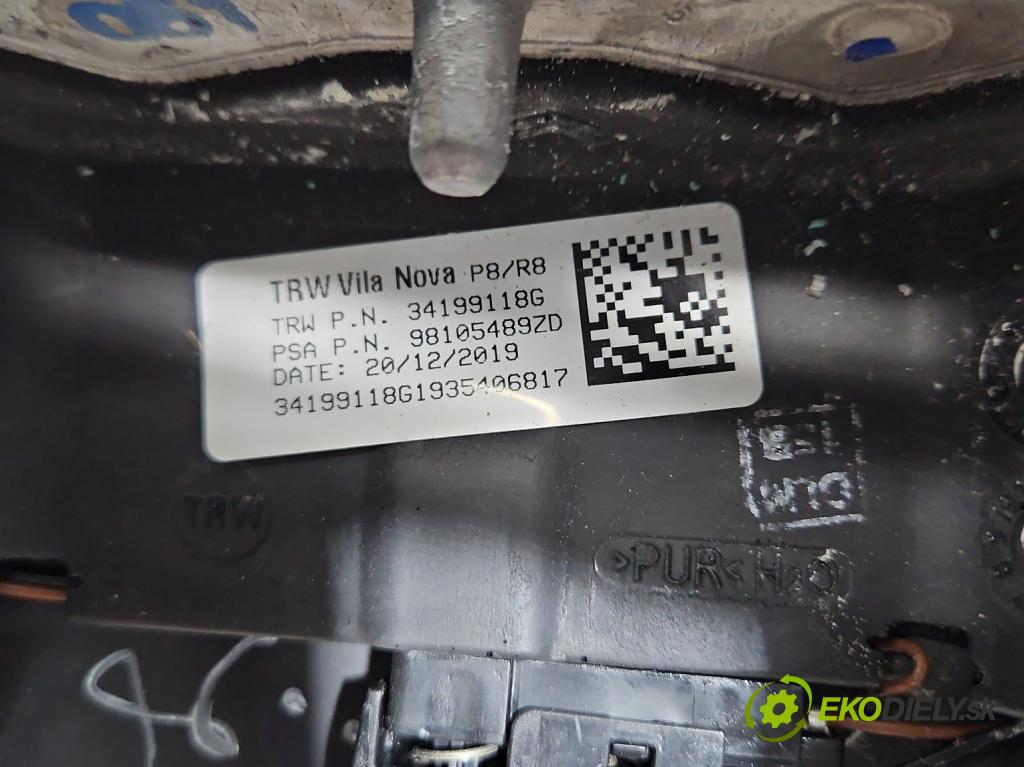 TRW Vila Nova P8/R8
TRW P.N. 34199118G
PSA P.N. 98105489ZD
DATE: 20/12/2019
34199118G1935406817
TRW
DLM
>PUR< H2O
EKODIELY.SK